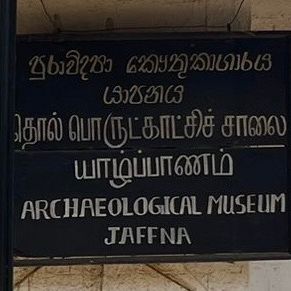 පුරාවිද්‍යා කෞතුකාගාරය
යාපනය
தொல் பொருட்காட்சிச் சாலை
யாழ்ப்பாணம்
ARCHAEOLOGICAL MUSEUM
JAFFNA